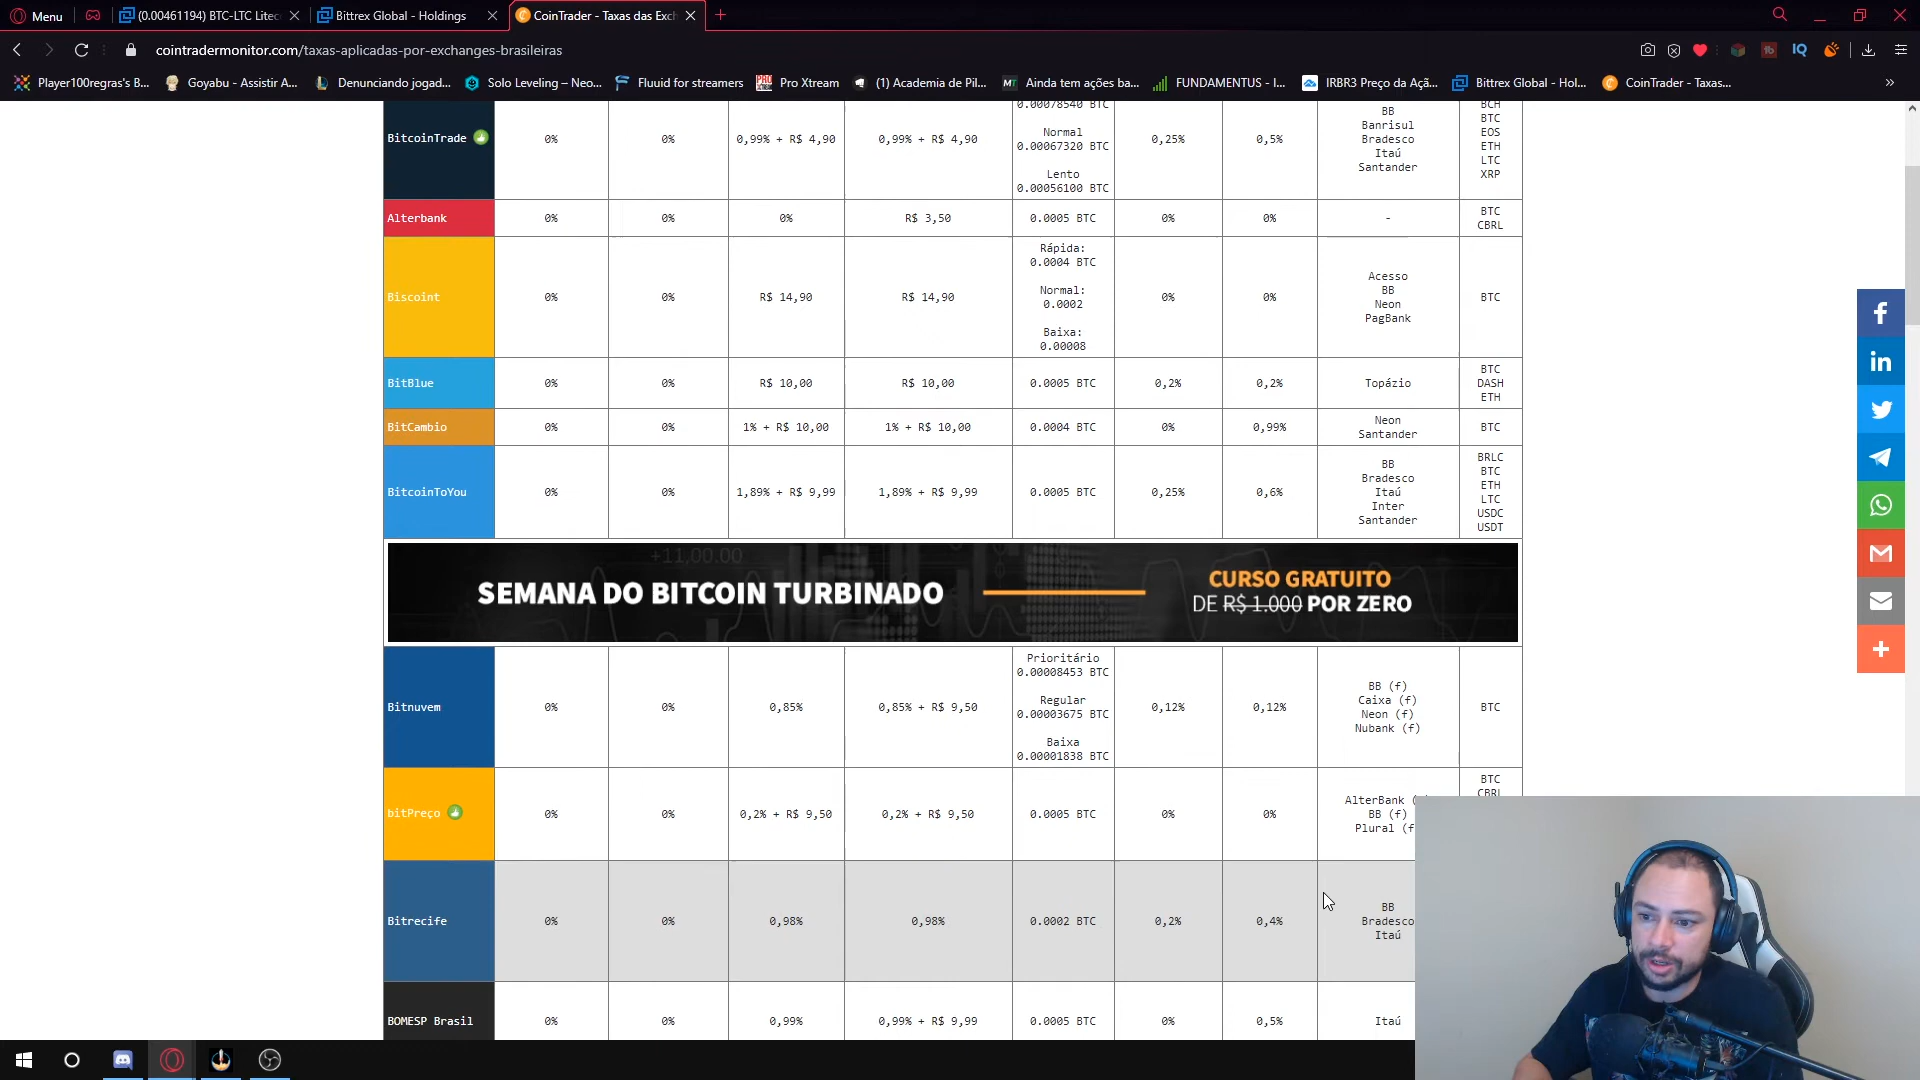 Menu
(0.00461194) BTC-LTC Litec
Bittrex Global - Holdings
CoinTrader - Taxas das Exc
cointradermonitor.com/taxas-aplicadas-por-exchanges-brasileiras
Player100regras's B...
Goyabu - Assistir A...
Denunciando jogad...
Solo Leveling – Neo...
Fluuid for streamers
Pro Xtream
(1) Academia de Pil...
Ainda tem ações ba...
FUNDAMENTUS - I...
IRBR3 Preço da Açã...
Bittrex Global - Hol...
CoinTrader - Taxas...
BitcoinTrade
0%
0%
0,99% + R$ 4,90
0,99% + R$ 4,90
0.00078540 BTC
Normal
0.00067320 BTC
Lento
0.00056100 BTC
0,25%
0,5%
BB
Banrisul
Bradesco
Itaú
Santander
BCH
BTC
EOS
ETH
LTC
XRP
Alterbank
0%
0%
0%
R$ 3,50
0.0005 BTC
0%
0%
-
BTC
CBRL
Biscoint
0%
0%
R$ 14,90
R$ 14,90
Rápida:
0.0004 BTC
Normal:
0.0002
Baixa:
0.00008
0%
0%
Acesso
BB
Neon
PagBank
BTC
BitBlue
0%
0%
R$ 10,00
R$ 10,00
0.0005 BTC
0,2%
0,2%
Topázio
BTC
DASH
ETH
BitCambio
0%
0%
1% + R$ 10,00
1% + R$ 10,00
0.0004 BTC
0%
0,99%
Neon
Santander
BTC
BitcoinToYou
0%
0%
1,89% + R$ 9,99
1,89% + R$ 9,99
0.0005 BTC
0,25%
0,6%
BB
Bradesco
Itaú
Inter
Santander
BRLC
BTC
ETH
LTC
USDC
USDT
+11,00.00
SEMANA DO BITCOIN TURBINADO
CURSO GRATUITO
DE R$ 1.000 POR ZERO
Bitnuvem
0%
0%
0,85%
0,85% + R$ 9,50
Prioritário
0.00008453 BTC
Regular
0.00003675 BTC
Baixa
0.00001838 BTC
0,12%
0,12%
BB (f)
Caixa (f)
Neon (f)
Nubank (f)
BTC
bitPreço
0%
0%
0,2% + R$ 9,50
0,2% + R$ 9,50
0.0005 BTC
0%
0%
AlterBank
BB (f)
Plural (f
BTC
CBRL
Bitrecife
0%
0%
0,98%
0,98%
0.0002 BTC
0,2%
0,4%
BB
Bradesco
Itaú
BOMESP Brasil
0%
0%
0,99%
0,99% + R$ 9,99
0.0005 BTC
0%
0,5%
Itaú